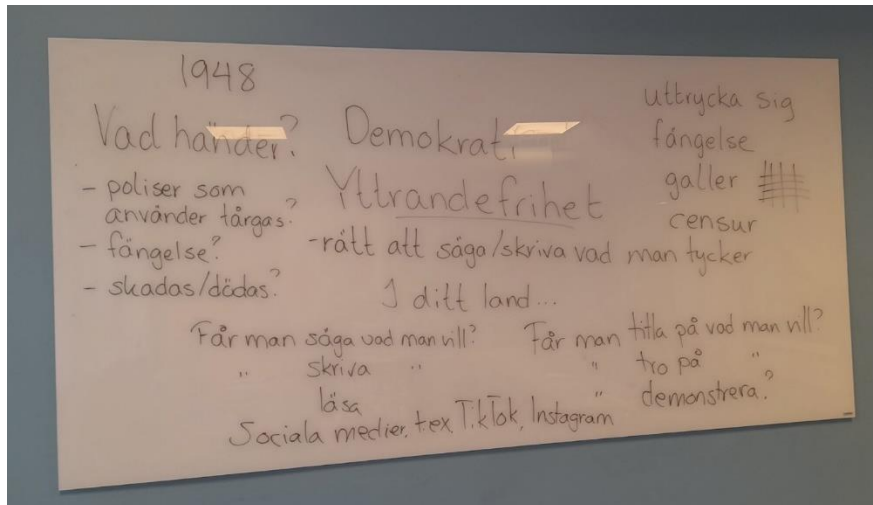 1948
Vad händer?
- poliser som
använder tårgas?
- fängelse?
- skadas/dödas?
Demokrati
Yttrandefrihet
-rätt att säga/skriva vad man tycker
uttrycka sig
fängelse
galler
censur
I ditt land...
Får man säga vad man vill?
" skriva "
läsa
Får man titta på vad man vill?
" tro på "
" demonstrera?
Sociala medier, t.ex TikTok, Instagram